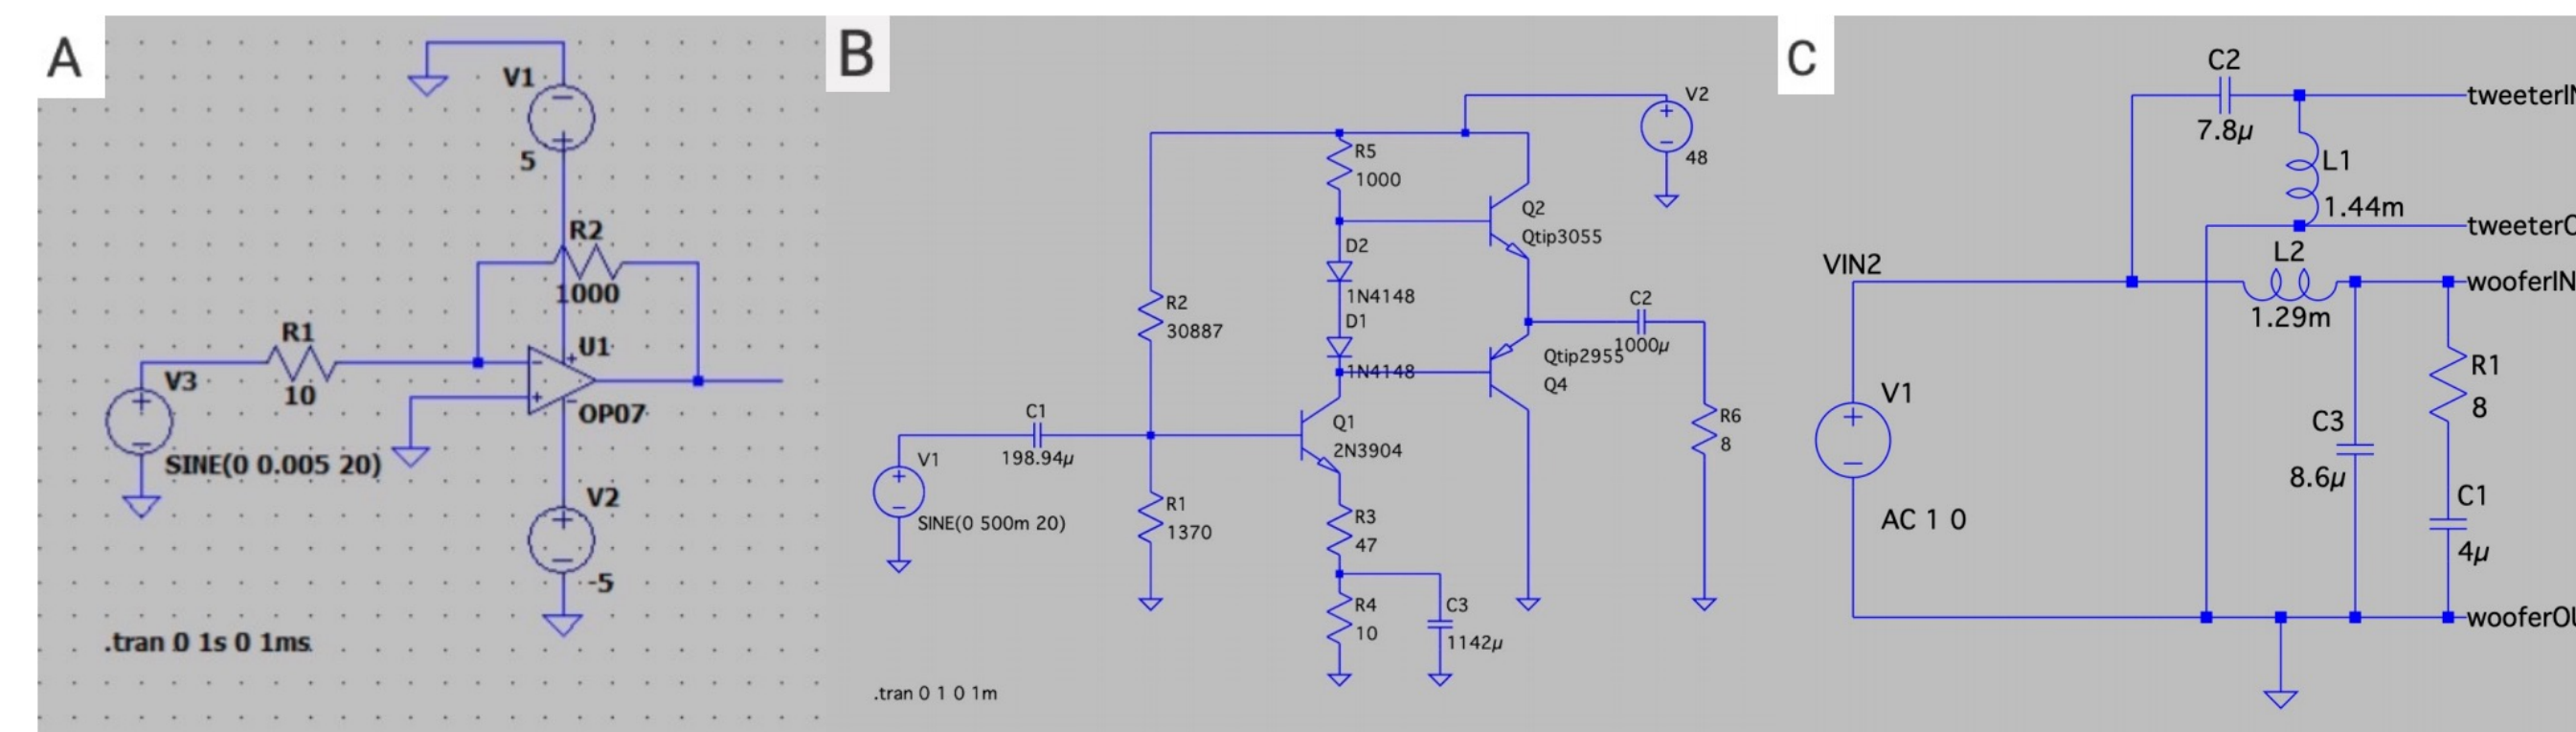 A
V1
5
R2
1000
R1
10
U1
OP07
V3
SINE(0 0.005 20)
V2
-5
.tran 0 1s 0 1ms
B
V2
48
R5
1000
Q2
Qtip3055
D2
1N4148
R2
30887
D1
1N4148
C2
1000µ
Qtip2955
Q4
C1
198.94µ
Q1
2N3904
R6
8
V1
SINE(0 500m 20)
R1
1370
R3
47
R4
10
C3
1142µ
.tran 0 1 0 1m
C
C2
7.8µ
tweeterIN
L1
1.44m
tweeterO
L2
1.29m
VIN2
wooferIN
V1
AC 1 0
R1
8
C3
8.6µ
C1
4µ
wooferOU